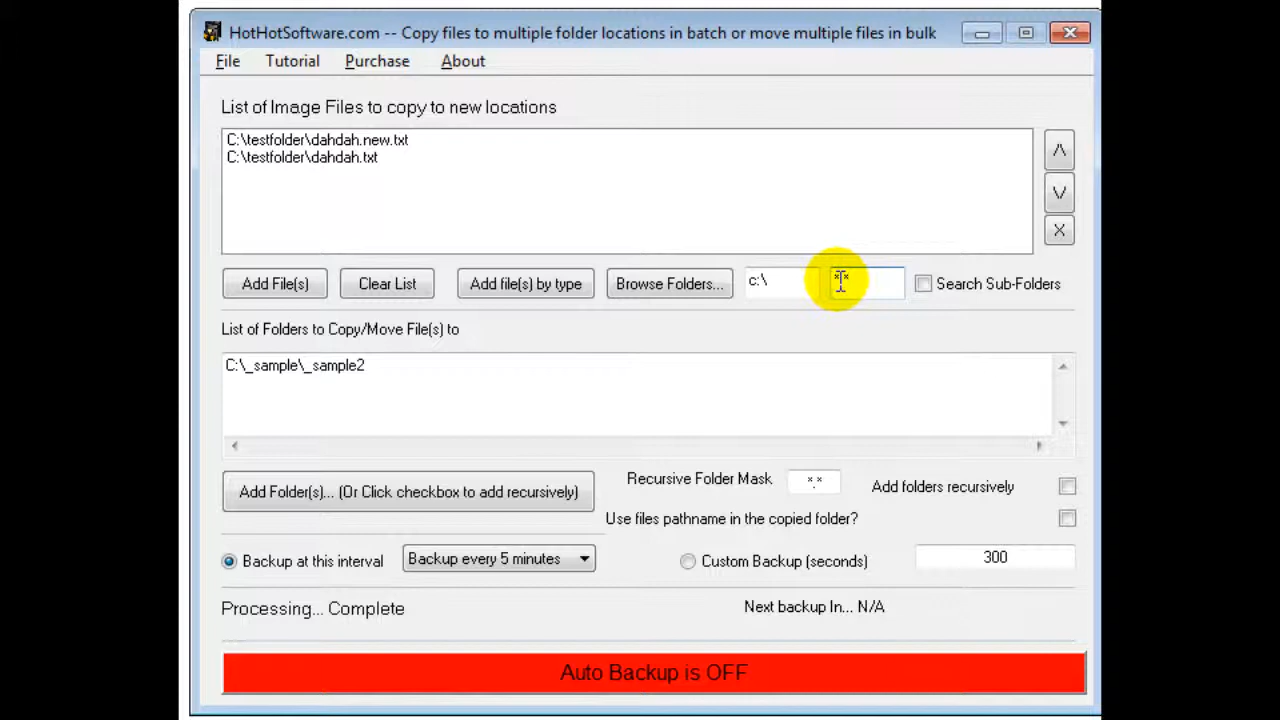 HotHotSoftware.com -- Copy files to multiple folder locations in batch or move multiple files in bulk
File Tutorial Purchase About
List of Image Files to copy to new locations
C:\testfolder\dahdah.new.txt
C:\testfolder\dahdah.txt
/\
\/
X
Add File(s) Clear List Add file(s) by type Browse Folders... c:\ Search Sub-Folders
List of Folders to Copy/Move File(s) to
C:\_sample\_sample2
Add Folder(s)... (Or Click checkbox to add recursively) Recursive Folder Mask *.* Add folders recursively
Use files pathname in the copied folder?
Backup at this interval Backup every 5 minutes Custom Backup (seconds) 300
Processing... Complete Next backup In... N/A
Auto Backup is OFF